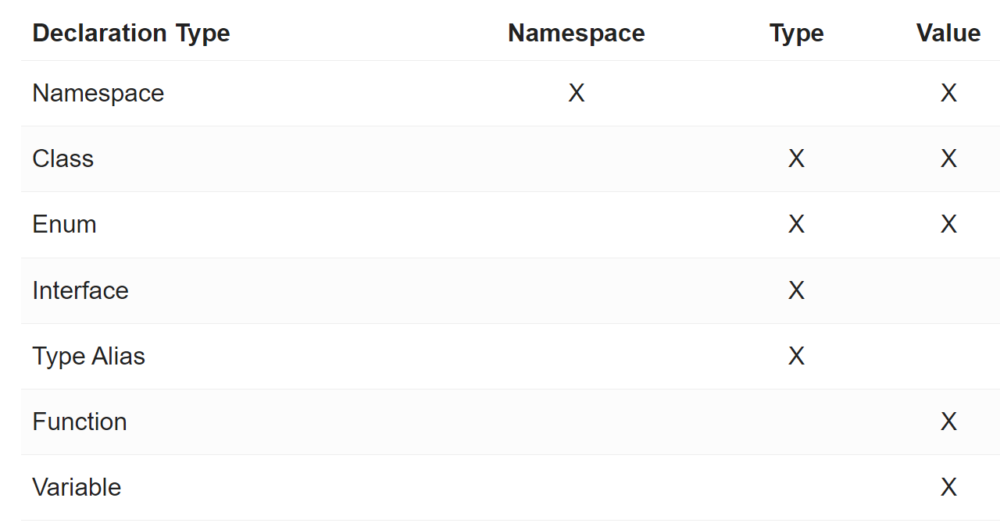 Declaration Type Namespace Type Value
Namespace X X
Class X X
Enum X X
Interface X
Type Alias X
Function X
Variable X